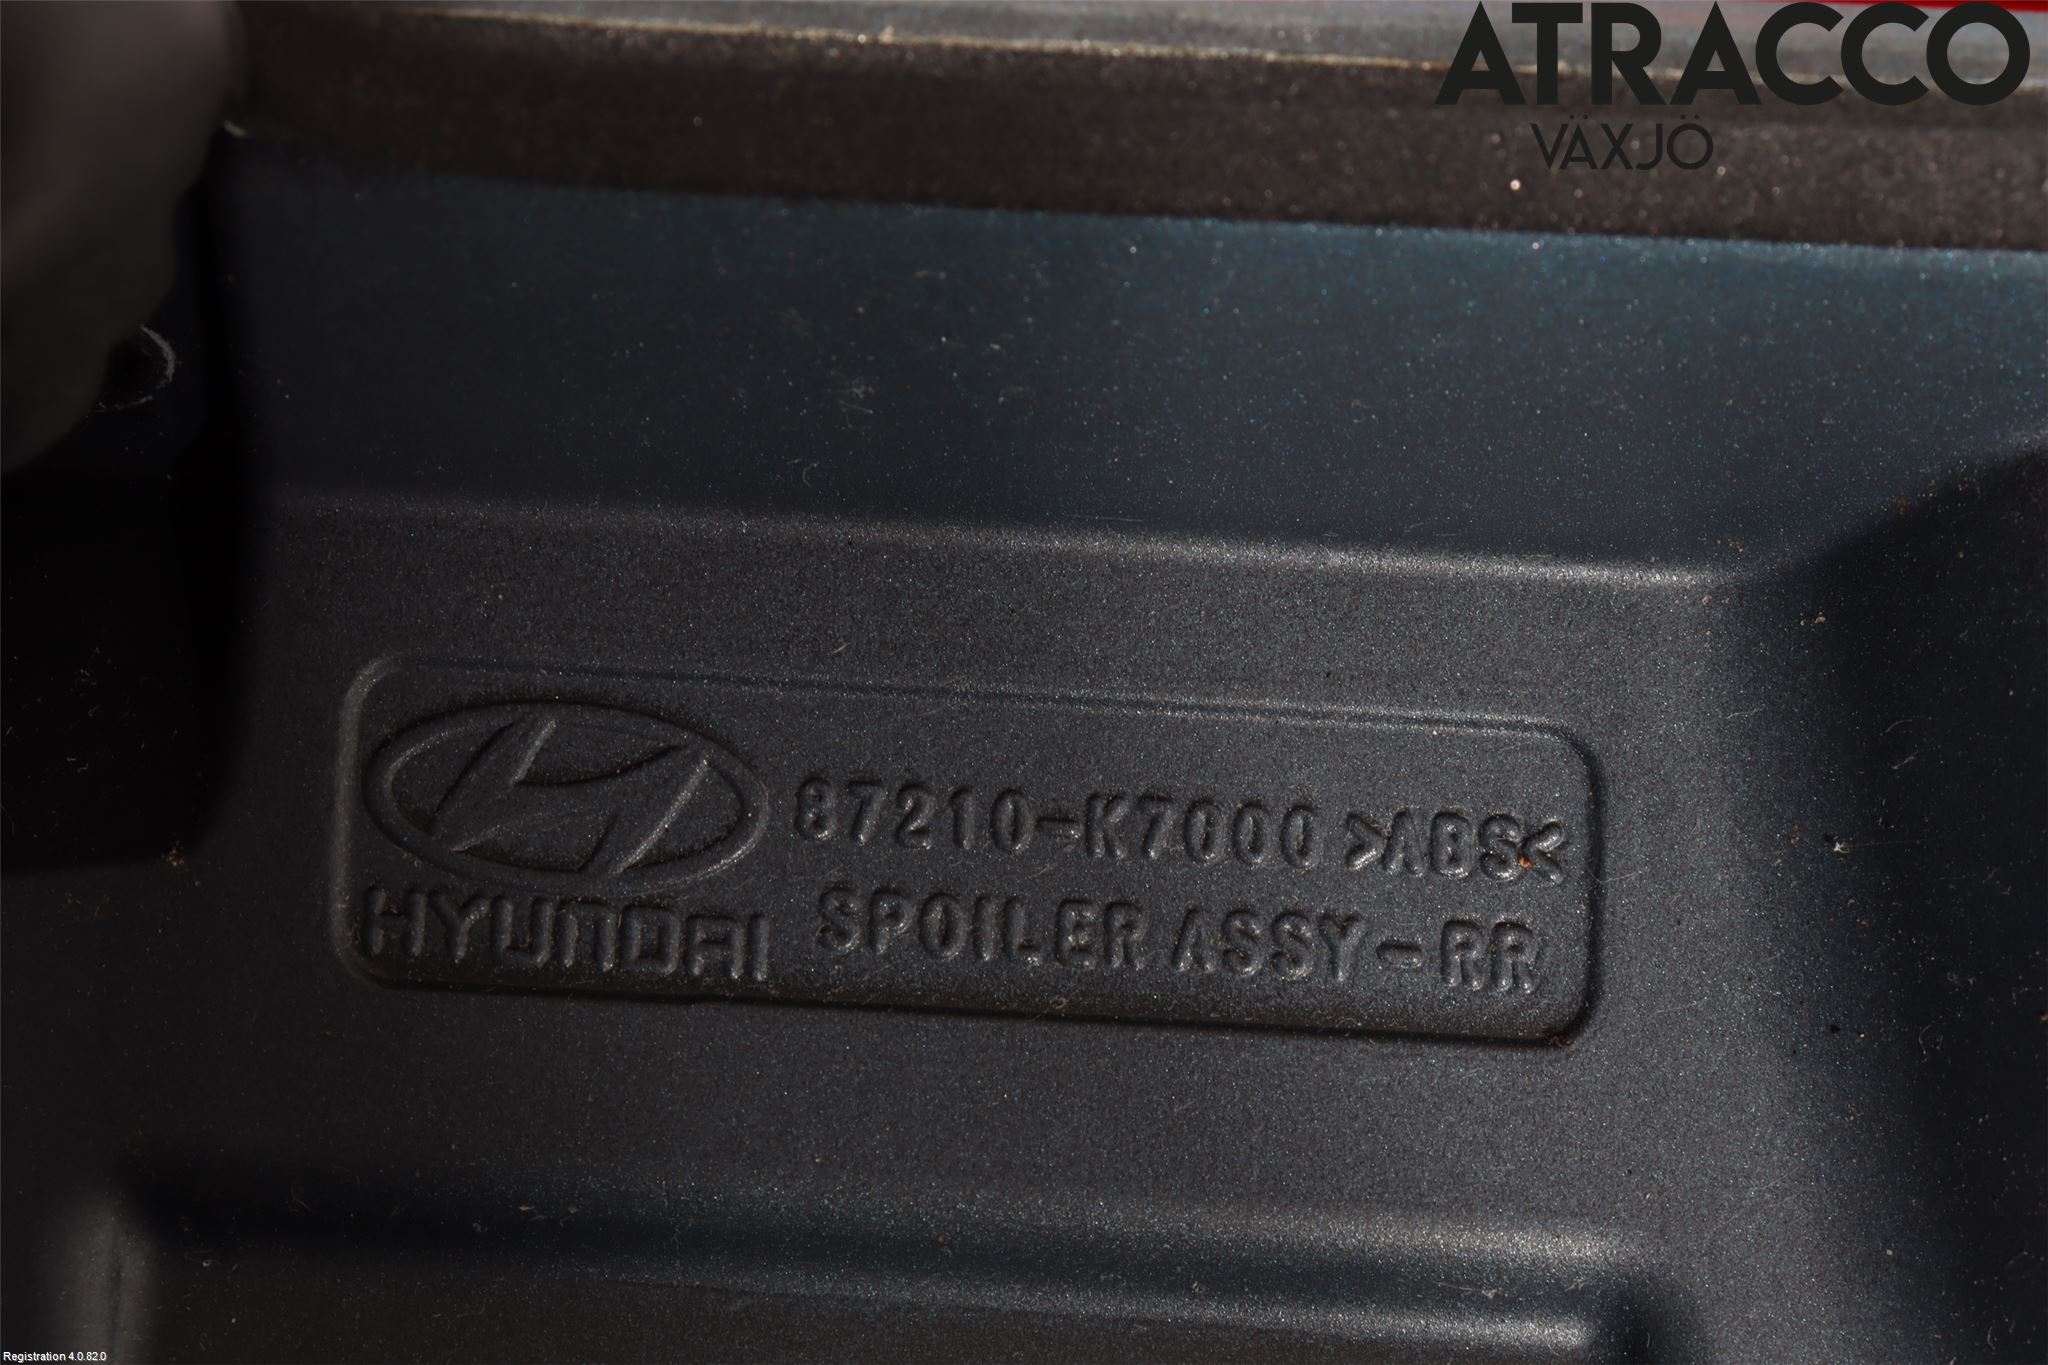 ATRACCO
VÄXJÖ
87210-K7000 >ABS<
HYUNDAI SPOILER ASSY-RR
Registration 4.0.82.0